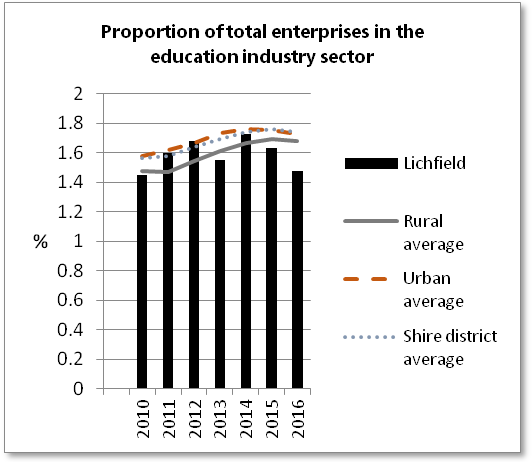 Proportion of total enterprises in the
education industry sector
2
1.8
1.6
1.4
1.2
1
0.8
0.6
0.4
0.2
0
%
2010
2011
2012
2013
2014
2015
2016
Lichfield
Rural
average
Urban
average
Shire district
average